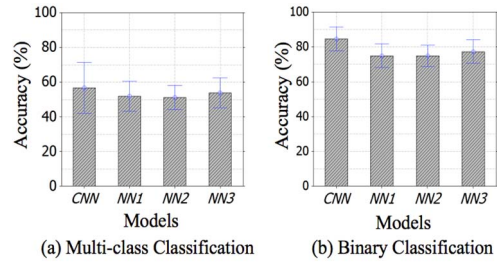 Accuracy (%)
100
80
60
40
20
0
CNN NN1 NN2 NN3
Models
(a) Multi-class Classification
Accuracy (%)
100
80
60
40
20
0
CNN NN1 NN2 NN3
Models
(b) Binary Classification